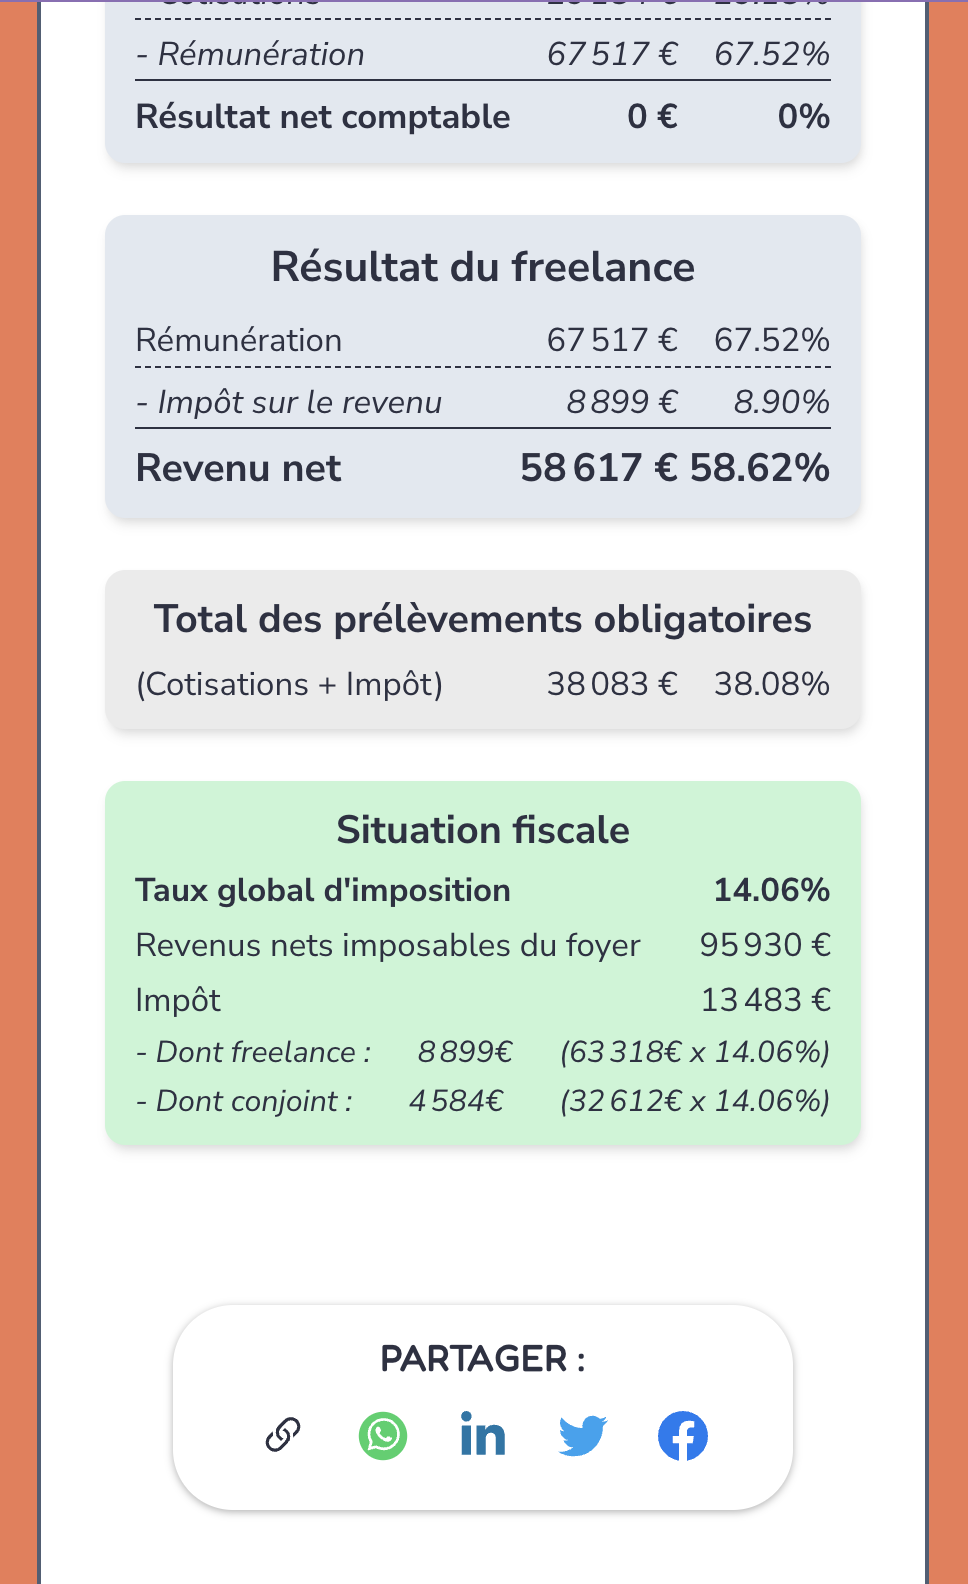 - Rémunération 67 517 € 67.52%
Résultat net comptable 0 € 0%
Résultat du freelance
Rémunération 67 517 € 67.52%
- Impôt sur le revenu 8 899 € 8.90%
Revenu net 58 617 € 58.62%
Total des prélèvements obligatoires
(Cotisations + Impôt) 38 083 € 38.08%
Situation fiscale
Taux global d'imposition 14.06%
Revenus nets imposables du foyer 95 930 €
Impôt 13 483 €
- Dont freelance : 8 899€ (63 318€ x 14.06%)
- Dont conjoint : 4 584€ (32 612€ x 14.06%)
PARTAGER :
in